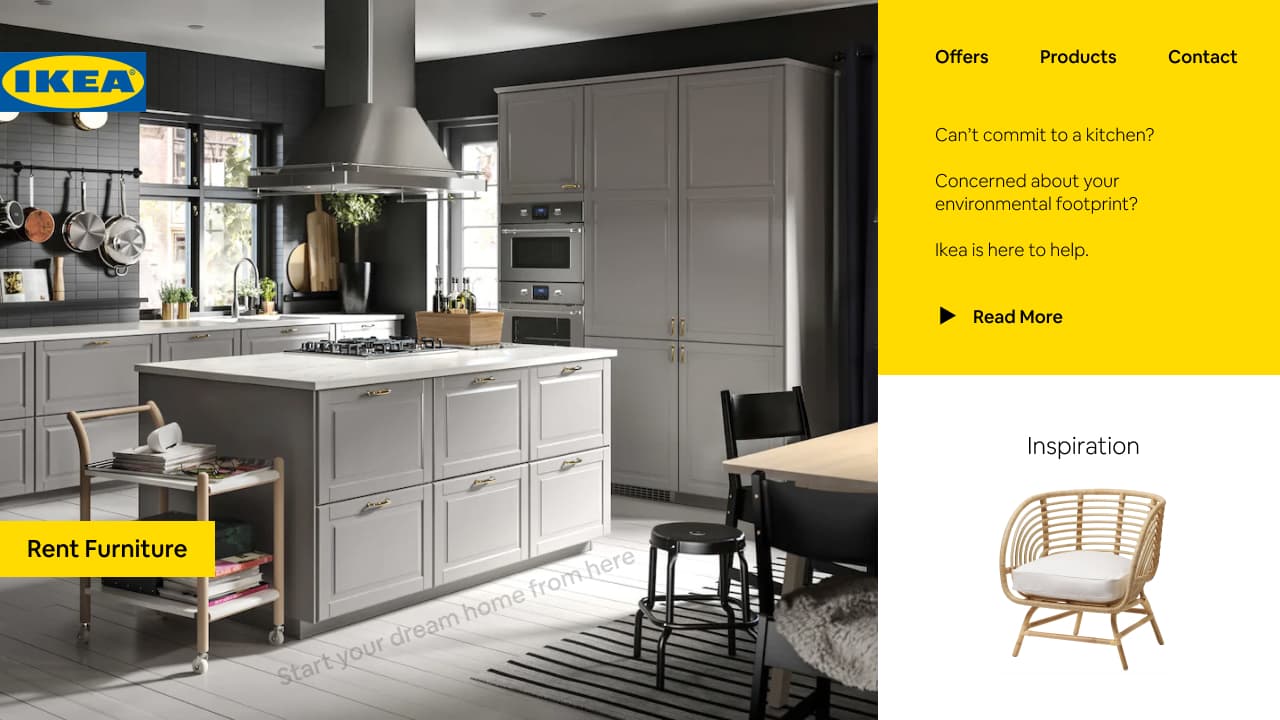 IKEA®
Offers Products Contact
Can’t commit to a kitchen?
Concerned about your
environmental footprint?
Ikea is here to help.
Read More
Inspiration
Rent Furniture
Start your dream home from here